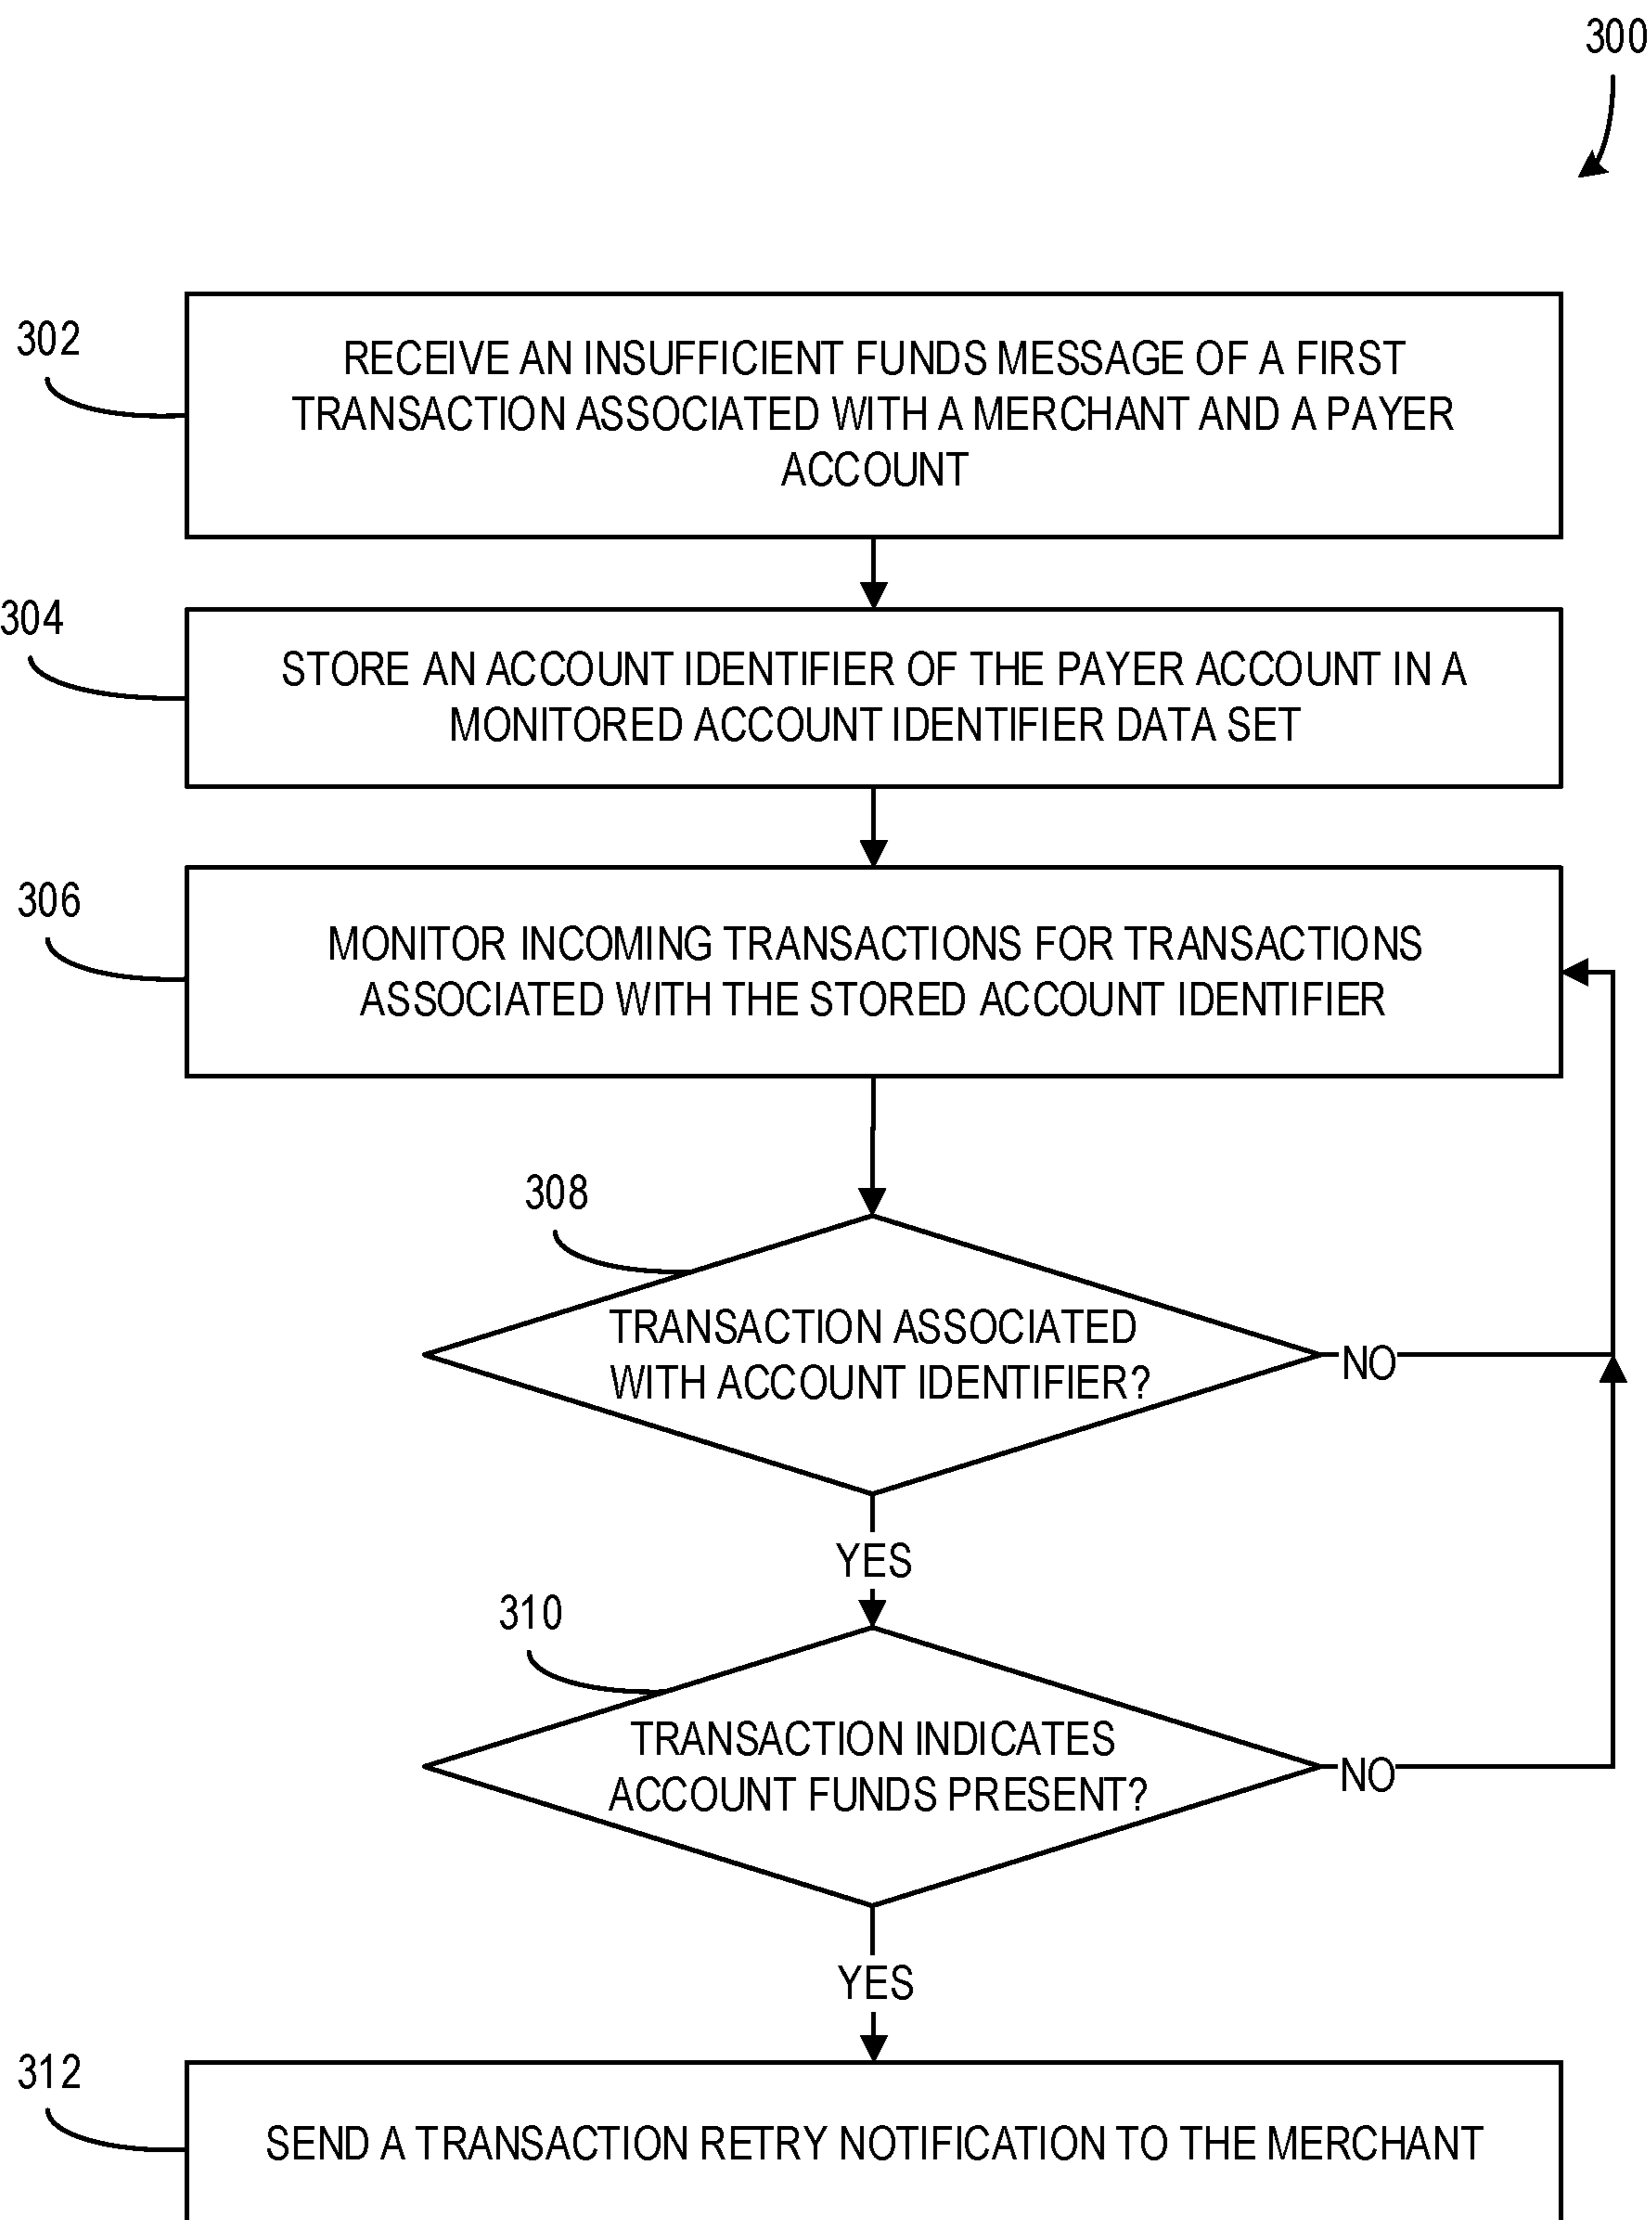 300
302
RECEIVE AN INSUFFICIENT FUNDS MESSAGE OF A FIRST
TRANSACTION ASSOCIATED WITH A MERCHANT AND A PAYER
ACCOUNT
304
STORE AN ACCOUNT IDENTIFIER OF THE PAYER ACCOUNT IN A
MONITORED ACCOUNT IDENTIFIER DATA SET
306
MONITOR INCOMING TRANSACTIONS FOR TRANSACTIONS
ASSOCIATED WITH THE STORED ACCOUNT IDENTIFIER
308
TRANSACTION ASSOCIATED
WITH ACCOUNT IDENTIFIER?
NO
YES
310
TRANSACTION INDICATES
ACCOUNT FUNDS PRESENT?
NO
YES
312
SEND A TRANSACTION RETRY NOTIFICATION TO THE MERCHANT